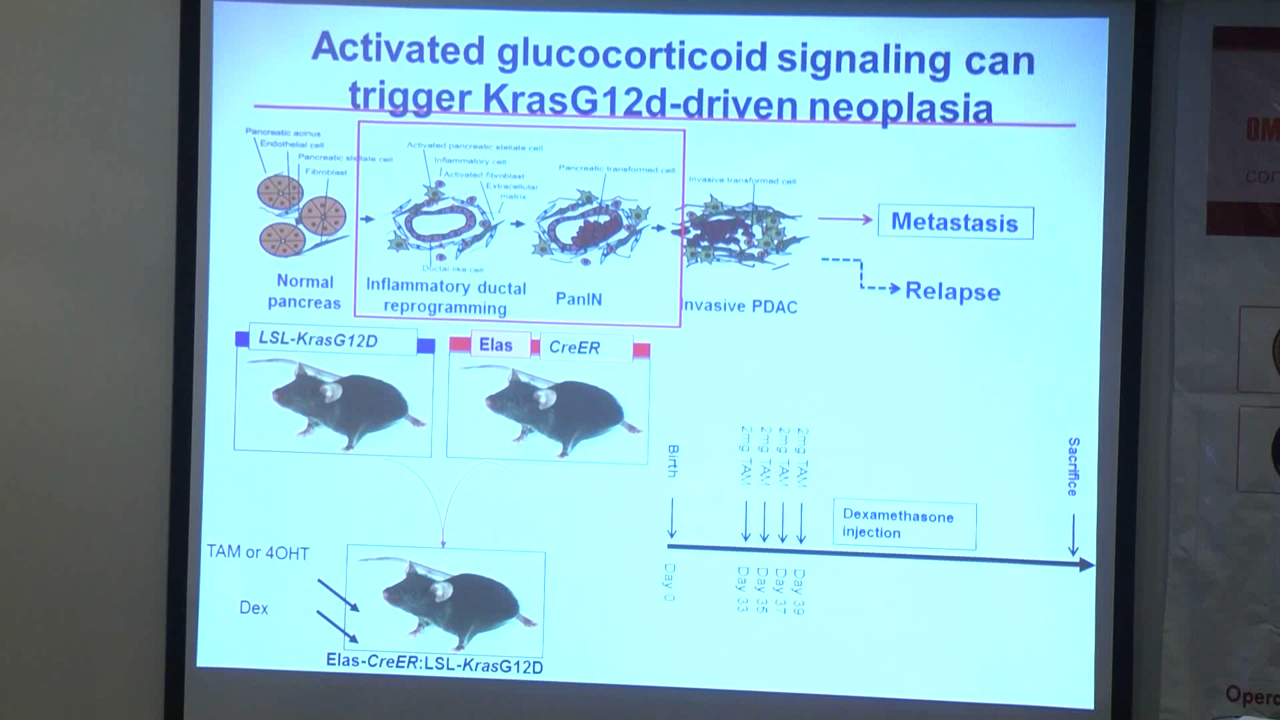 Activated glucocorticoid signaling can
trigger KrasG12d-driven neoplasia
Pancreatic acinus
Endothelial cell
Pancreatic stellate cell
Fibroblast
Activated pancreatic stellate cell
Inflammatory cell
Activated fibroblast
Extracellular
matrix
Ductal-like cell
Pancreatic transformed cell
Invasive transformed cell
Normal
pancreas
Inflammatory ductal
reprogramming
PanIN
Invasive PDAC
Metastasis
Relapse
LSL-KrasG12D
Elas CreER
TAM or 4OHT
Dex
Elas-CreER:LSL-KrasG12D
Birth
2mg TAM
2mg TAM
2mg TAM
2mg TAM
Dexamethasone
injection
Sacrifice
Day 0
Day 33
Day 35
Day 37
Day 39
OM